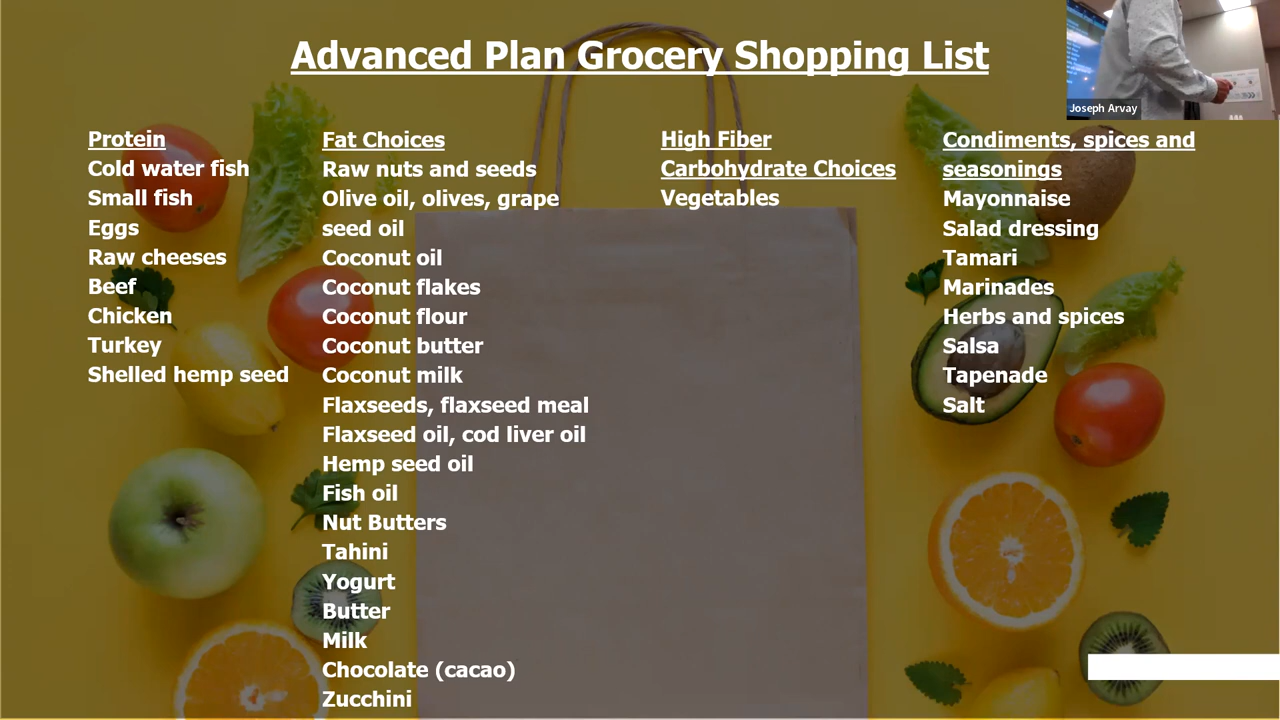 Advanced Plan Grocery Shopping List
Joseph Arvay
Protein
Cold water fish
Small fish
Eggs
Raw cheeses
Beef
Chicken
Turkey
Shelled hemp seed
Fat Choices
Raw nuts and seeds
Olive oil, olives, grape
seed oil
Coconut oil
Coconut flakes
Coconut flour
Coconut butter
Coconut milk
Flaxseeds, flaxseed meal
Flaxseed oil, cod liver oil
Hemp seed oil
Fish oil
Nut Butters
Tahini
Yogurt
Butter
Milk
Chocolate (cacao)
Zucchini
High Fiber
Carbohydrate Choices
Vegetables
Condiments, spices and
seasonings
Mayonnaise
Salad dressing
Tamari
Marinades
Herbs and spices
Salsa
Tapenade
Salt